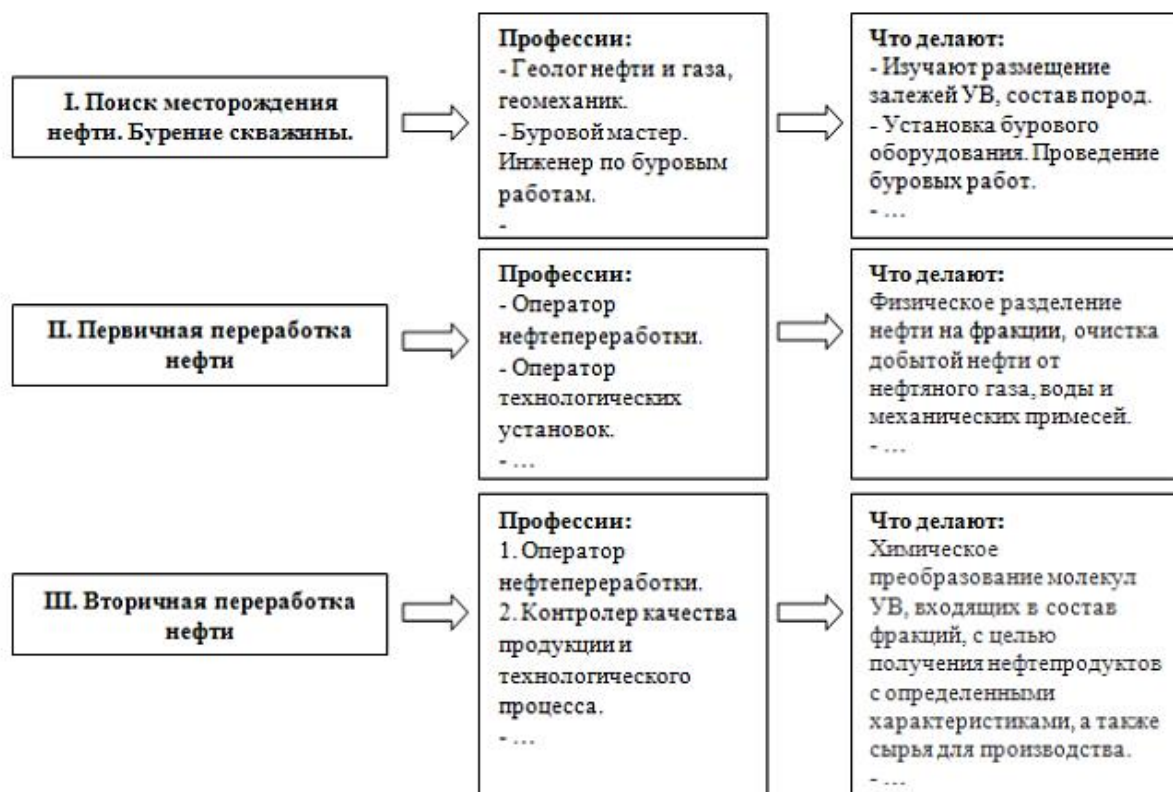 I. Поиск месторождения
нефти. Бурение скважины.
Профессии:
- Геолог нефти и газа,
геомеханик.
- Буровой мастер.
Инженер по буровым
работам.
-
Что делают:
- Изучают размещение
залежей УВ, состав пород.
- Установка бурового
оборудования. Проведение
буровых работ.
- ...
II. Первичная переработка
нефти
Профессии:
- Оператор
нефтепереработки.
- Оператор
технологических
установок.
- ...
Что делают:
Физическое разделение
нефти на фракции, очистка
добытой нефти от
нефтяного газа, воды и
механических примесей.
- ...
III. Вторичная переработка
нефти
Профессии:
1. Оператор
нефтепереработки.
2. Контролер качества
продукции и
технологического
процесса.
- ...
Что делают:
Химическое
преобразование молекул
УВ, входящих в состав
фракций, с целью
получения нефтепродуктов
с определенными
характеристиками, а также
сырья для производства.
- ...